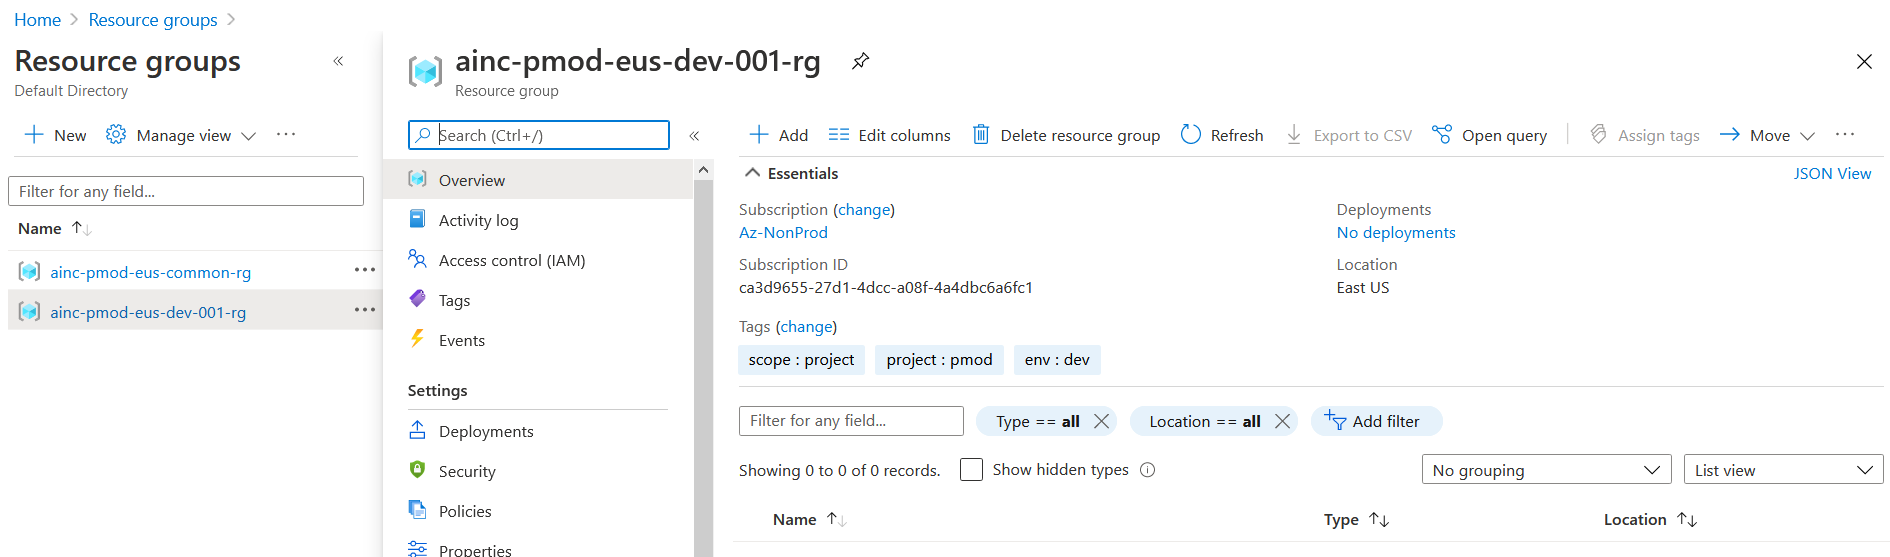 Home > Resource groups >
Resource groups «
Default Directory
+ New Manage view ...
Filter for any field...
Name ↑↓
ainc-pmod-eus-common-rg ...
ainc-pmod-eus-dev-001-rg ...
ainc-pmod-eus-dev-001-rg
Resource group
Search (Ctrl+/) «
Overview
Activity log
Access control (IAM)
Tags
Events
Settings
Deployments
Security
Policies
Properties
+ Add Edit columns Delete resource group Refresh Export to CSV Open query Assign tags Move ...
Essentials JSON View
Subscription (change)
Az-NonProd
Subscription ID
ca3d9655-27d1-4dcc-a08f-4a4dbc6a6fc1
Deployments
No deployments
Location
East US
Tags (change)
scope : project project : pmod env : dev
Filter for any field... Type == all Location == all Add filter
Showing 0 to 0 of 0 records. Show hidden types No grouping List view
Name ↑↓ Type ↑↓ Location ↑↓